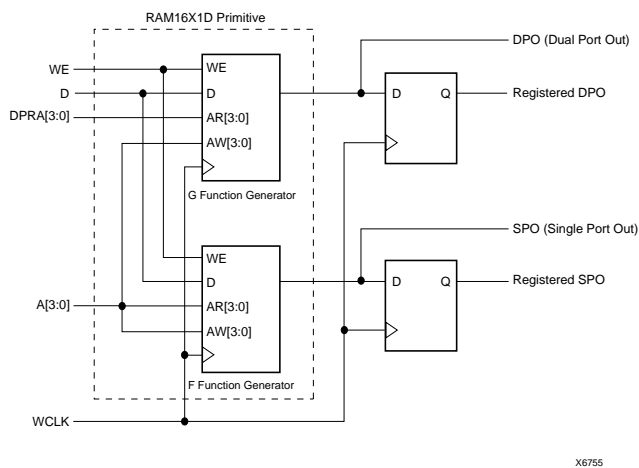 RAM16X1D Primitive
DPO (Dual Port Out)
WE
WE
D
D
D Q
Registered DPO
DPRA[3:0]
AR[3:0]
AW[3:0]
G Function Generator
SPO (Single Port Out)
WE
D
D Q
Registered SPO
A[3:0]
AR[3:0]
AW[3:0]
F Function Generator
WCLK
X6755